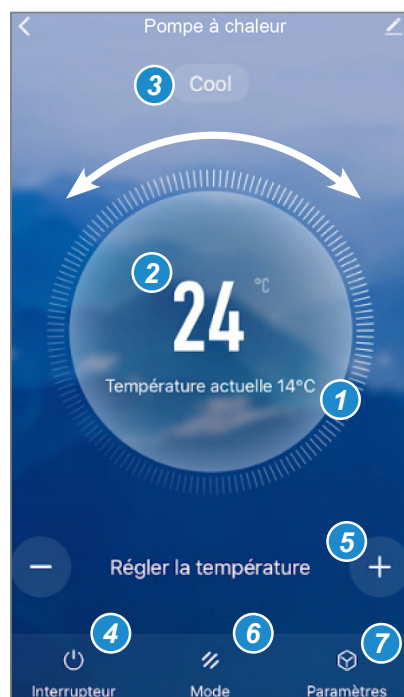 Pompe à chaleur
3 Cool
2 24 °C
Température actuelle 14°C 1
− Régler la température 5 +
4 6 7
Interrupteur Mode Paramètres